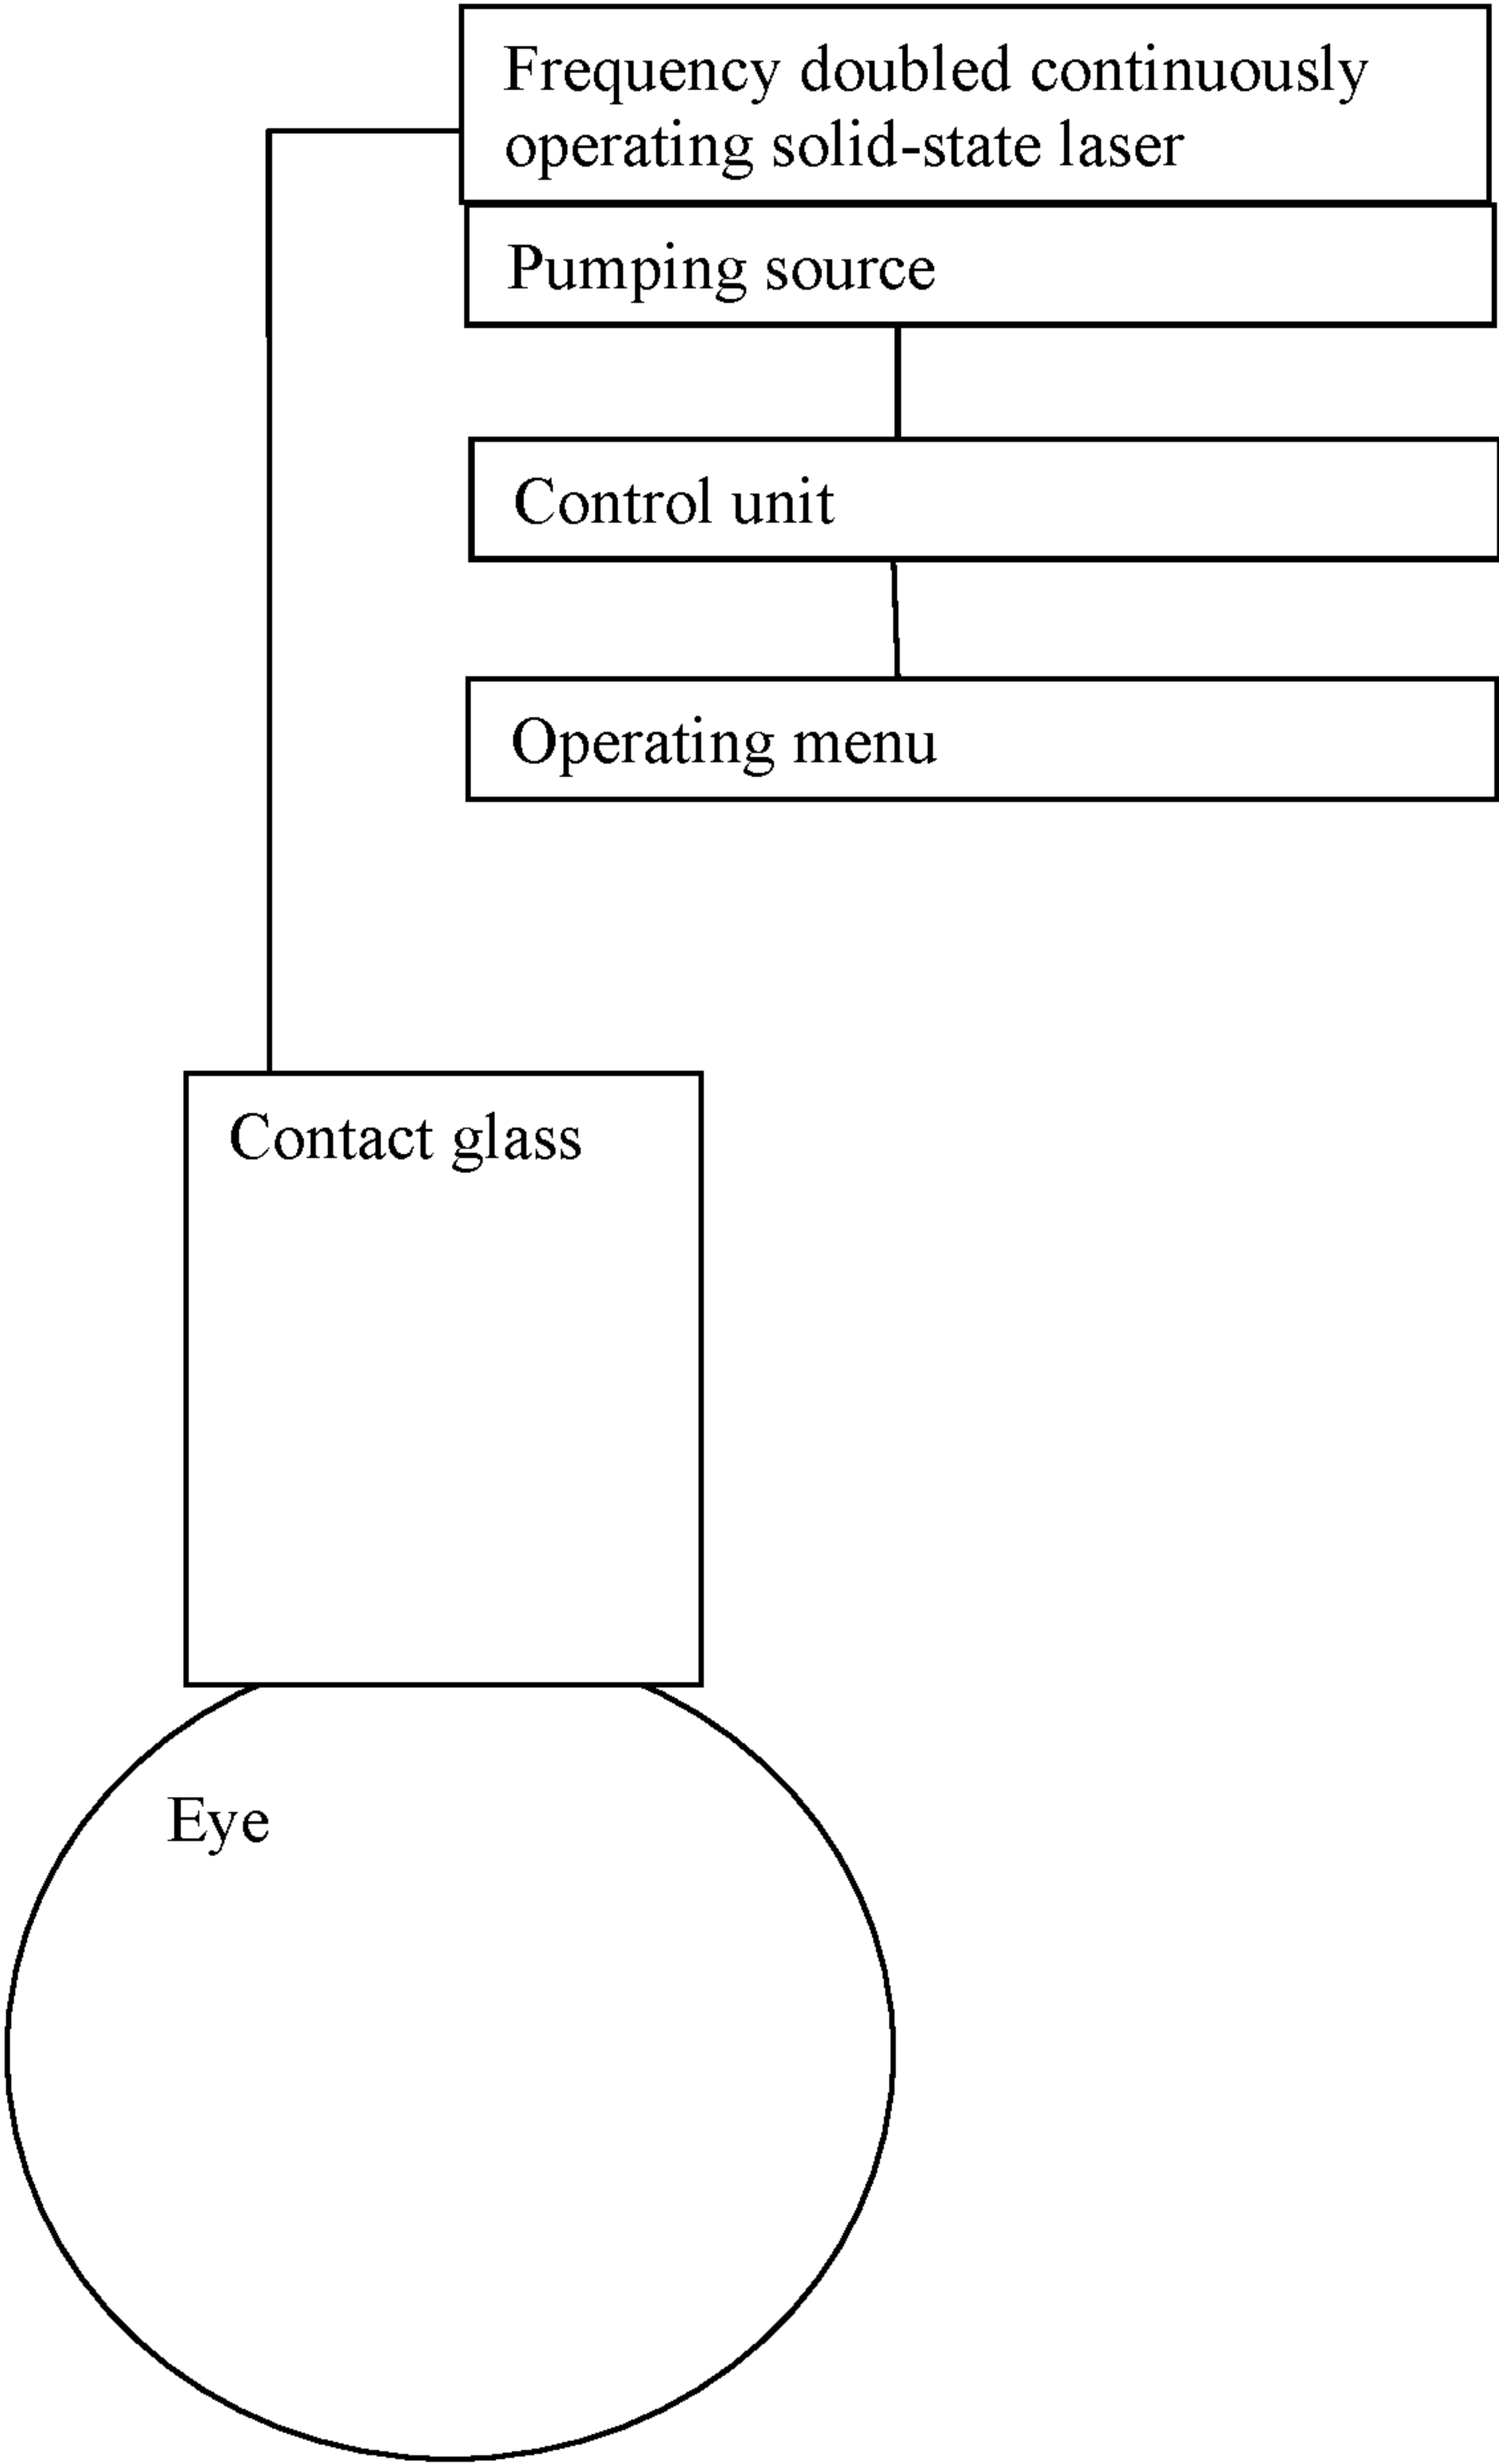 Frequency doubled continuously
operating solid-state laser
Pumping source
Control unit
Operating menu
Contact glass
Eye